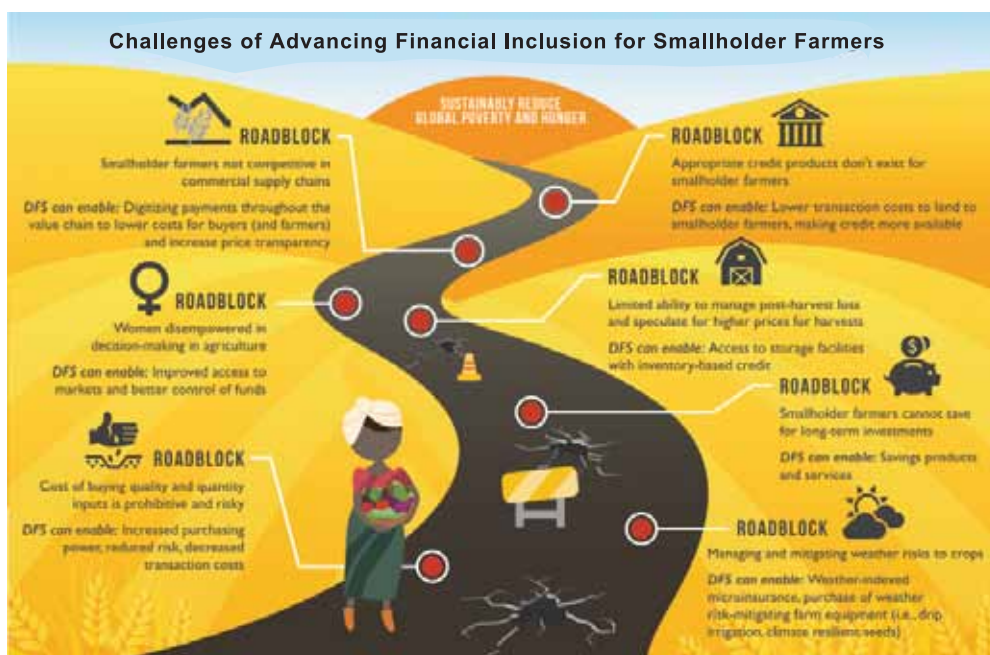 Challenges of Advancing Financial Inclusion for Smallholder Farmers
SUSTAINABLY REDUCE
GLOBAL POVERTY AND HUNGER
ROADBLOCK
Smallholder farmers not competitive in
commercial supply chains
DFS can enable: Digitizing payments throughout the
value chain to lower costs for buyers (and farmers)
and increase price transparency
ROADBLOCK
Appropriate credit products don't exist for
smallholder farmers
DFS can enable: Lower transaction costs to lend to
smallholder farmers, making credit more available
ROADBLOCK
Women disempowered in
decision-making in agriculture
DFS can enable: Improved access to
markets and better control of funds
ROADBLOCK
Limited ability to manage post-harvest loss
and speculate for higher prices for harvests
DFS can enable: Access to storage facilities
with inventory-based credit
ROADBLOCK
Smallholder farmers cannot save
for long-term investments
DFS can enable: Savings products
and services
ROADBLOCK
Cost of buying quality and quantity
inputs is prohibitive and risky
DFS can enable: Increased purchasing
power, reduced risk, decreased
transaction costs
ROADBLOCK
Managing and mitigating weather risks to crops
DFS can enable: Weather-indexed
microinsurance, purchase of weather
risk-mitigating farm equipment (i.e., drip
irrigation, climate resilient seeds)
$